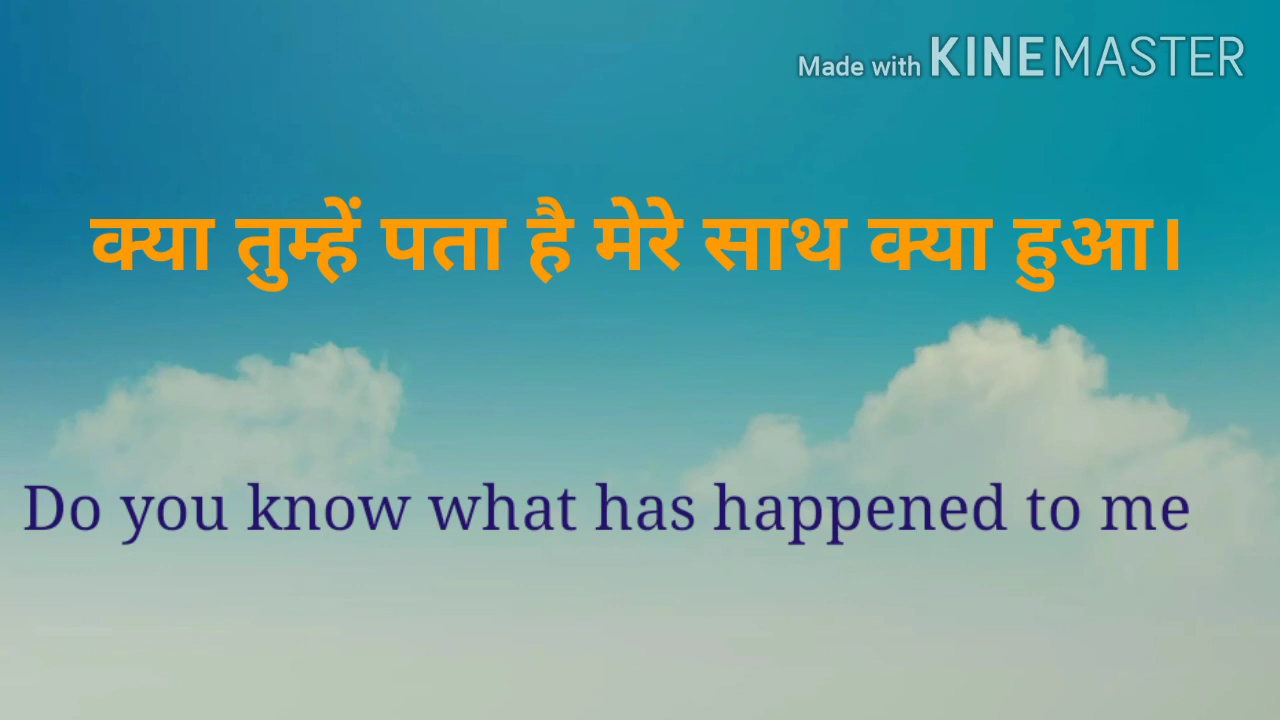 Made with KINEMASTER
क्या तुम्हें पता है मेरे साथ क्या हुआ।
Do you know what has happened to me